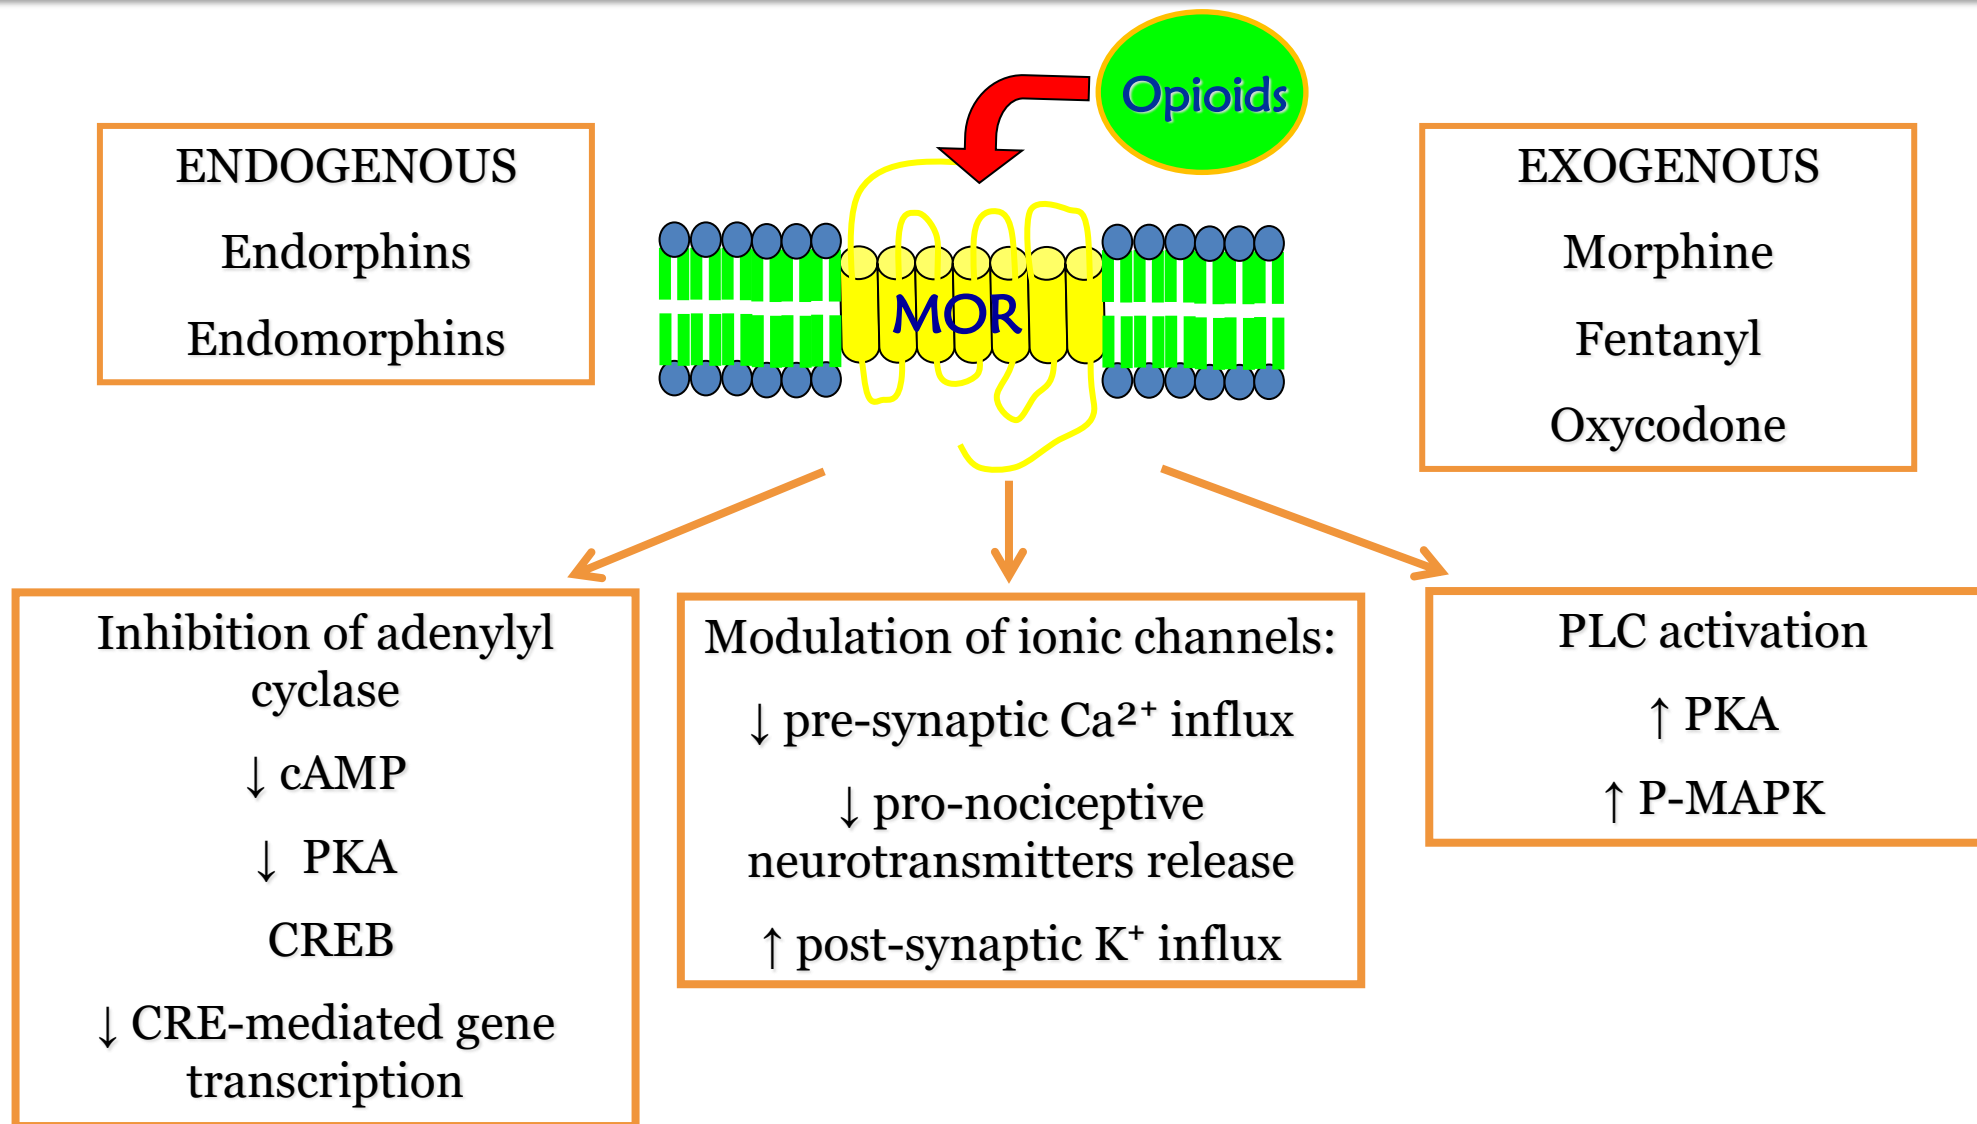 Opioids
ENDOGENOUS
Endorphins
Endomorphins
MOR
EXOGENOUS
Morphine
Fentanyl
Oxycodone
Inhibition of adenylyl
cyclase
↓ cAMP
↓ PKA
CREB
↓ CRE-mediated gene
transcription
Modulation of ionic channels:
↓ pre-synaptic Ca²⁺ influx
↓ pro-nociceptive
neurotransmitters release
↑ post-synaptic K⁺ influx
PLC activation
↑ PKA
↑ P-MAPK